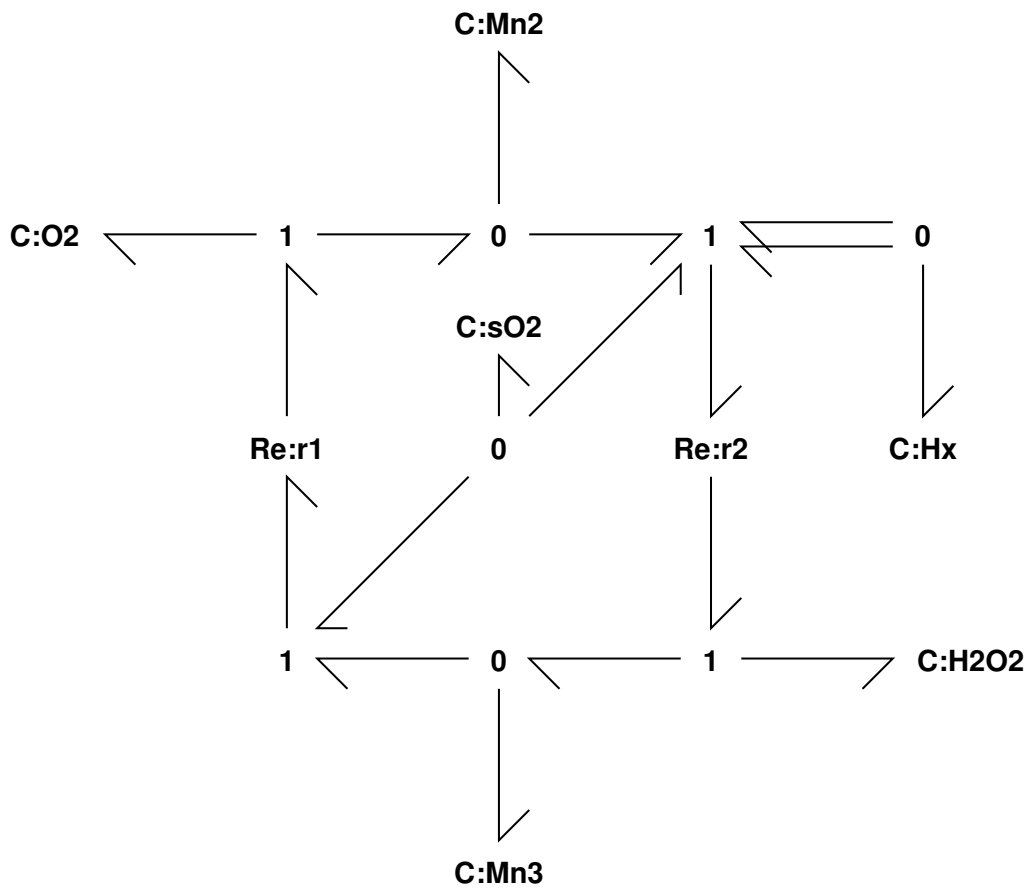 C:Mn2
C:O2 1 0 1 0
C:sO2
Re:r1 0 Re:r2 C:Hx
1 0 1 C:H2O2
C:Mn3